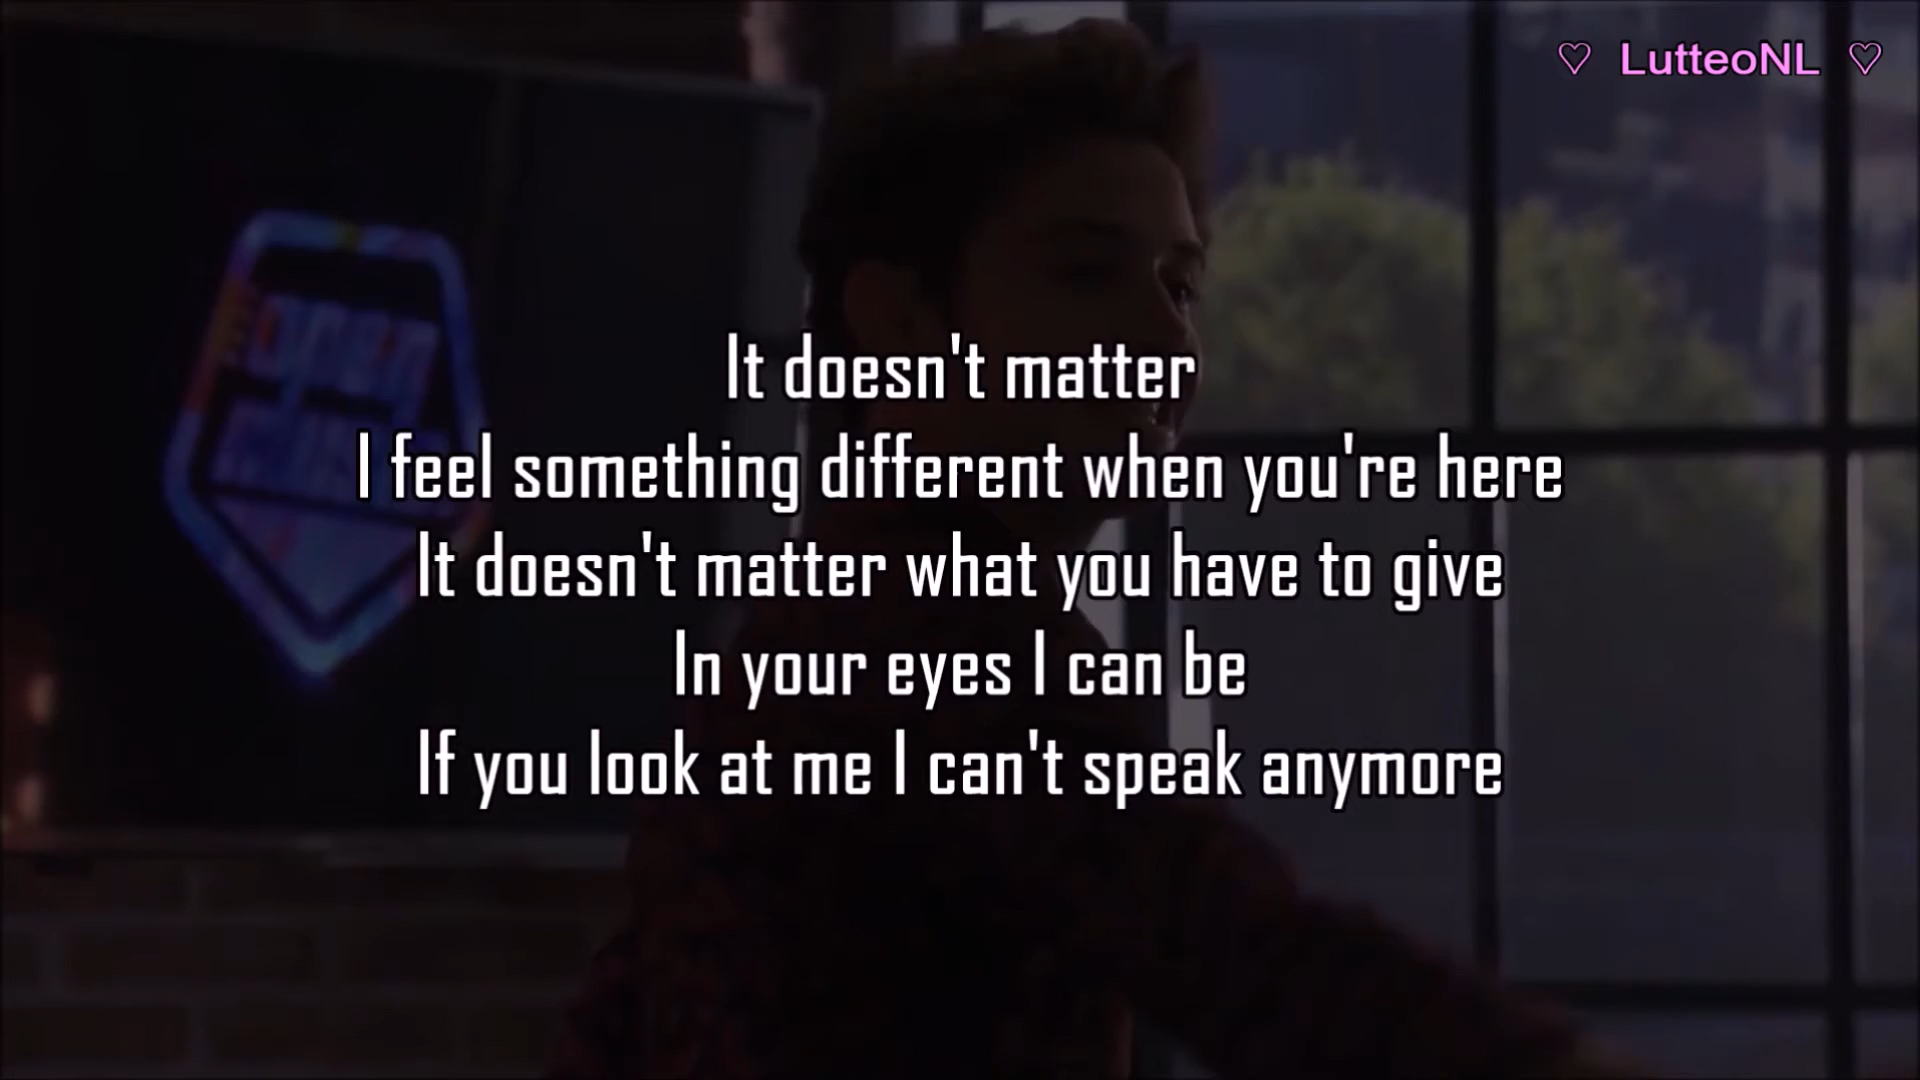 ♡ LutteoNL ♡
It doesn't matter
I feel something different when you're here
It doesn't matter what you have to give
In your eyes I can be
If you look at me I can't speak anymore